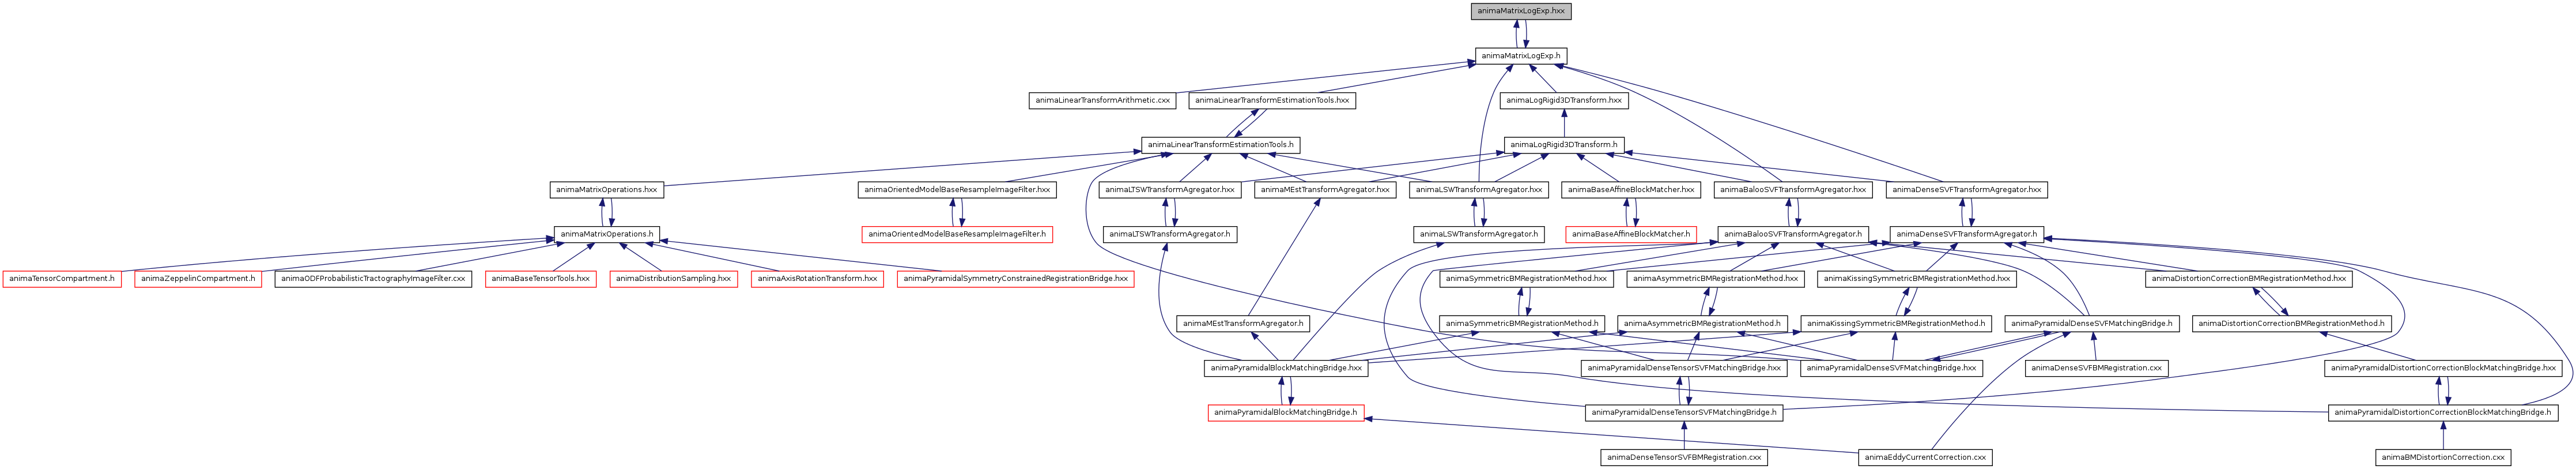 animaMatrixLogExp.hxx
animaMatrixLogExp.h
animaLinearTransformArithmetic.cxx
animaLinearTransformEstimationTools.hxx
animaLogRigid3DTransform.hxx
animaLinearTransformEstimationTools.h
animaLogRigid3DTransform.h
animaMatrixOperations.hxx
animaOrientedModelBaseResampleImageFilter.hxx
animaLTSWTransformAgregator.hxx
animaMEstTransformAgregator.hxx
animaLSWTransformAgregator.hxx
animaBaseAffineBlockMatcher.hxx
animaBalooSVFTransformAgregator.hxx
animaDenseSVFTransformAgregator.hxx
animaMatrixOperations.h
animaOrientedModelBaseResampleImageFilter.h
animaLTSWTransformAgregator.h
animaLSWTransformAgregator.h
animaBaseAffineBlockMatcher.h
animaBalooSVFTransformAgregator.h
animaDenseSVFTransformAgregator.h
animaTensorCompartment.h
animaZeppelinCompartment.h
animaODFProbabilisticTractographyImageFilter.cxx
animaBaseTensorTools.hxx
animaDistributionSampling.hxx
animaAxisRotationTransform.hxx
animaPyramidalSymmetryConstrainedRegistrationBridge.hxx
animaSymmetricBMRegistrationMethod.hxx
animaAsymmetricBMRegistrationMethod.hxx
animaKissingSymmetricBMRegistrationMethod.hxx
animaDistortionCorrectionBMRegistrationMethod.hxx
animaMEstTransformAgregator.h
animaSymmetricBMRegistrationMethod.h
animaAsymmetricBMRegistrationMethod.h
animaKissingSymmetricBMRegistrationMethod.h
animaPyramidalDenseSVFMatchingBridge.h
animaDistortionCorrectionBMRegistrationMethod.h
animaPyramidalBlockMatchingBridge.hxx
animaPyramidalDenseTensorSVFMatchingBridge.hxx
animaPyramidalDenseSVFMatchingBridge.hxx
animaDenseSVFBMRegistration.cxx
animaPyramidalDistortionCorrectionBlockMatchingBridge.hxx
animaPyramidalBlockMatchingBridge.h
animaPyramidalDenseTensorSVFMatchingBridge.h
animaPyramidalDistortionCorrectionBlockMatchingBridge.h
animaDenseTensorSVFBMRegistration.cxx
animaEddyCurrentCorrection.cxx
animaBMDistortionCorrection.cxx